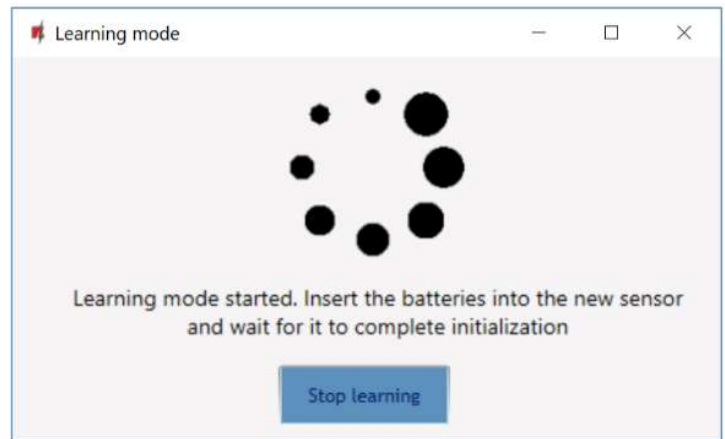 Learning mode
Learning mode started. Insert the batteries into the new sensor
and wait for it to complete initialization
Stop learning